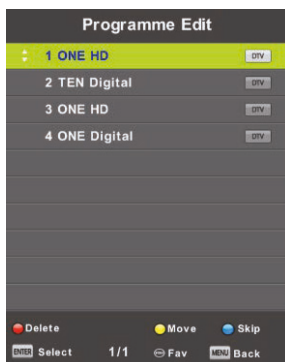 Programme Edit
1 ONE HD DTV
2 TEN Digital DTV
3 ONE HD DTV
4 ONE Digital DTV
Delete Move Skip
ENTER Select 1/1 Fav MENU Back